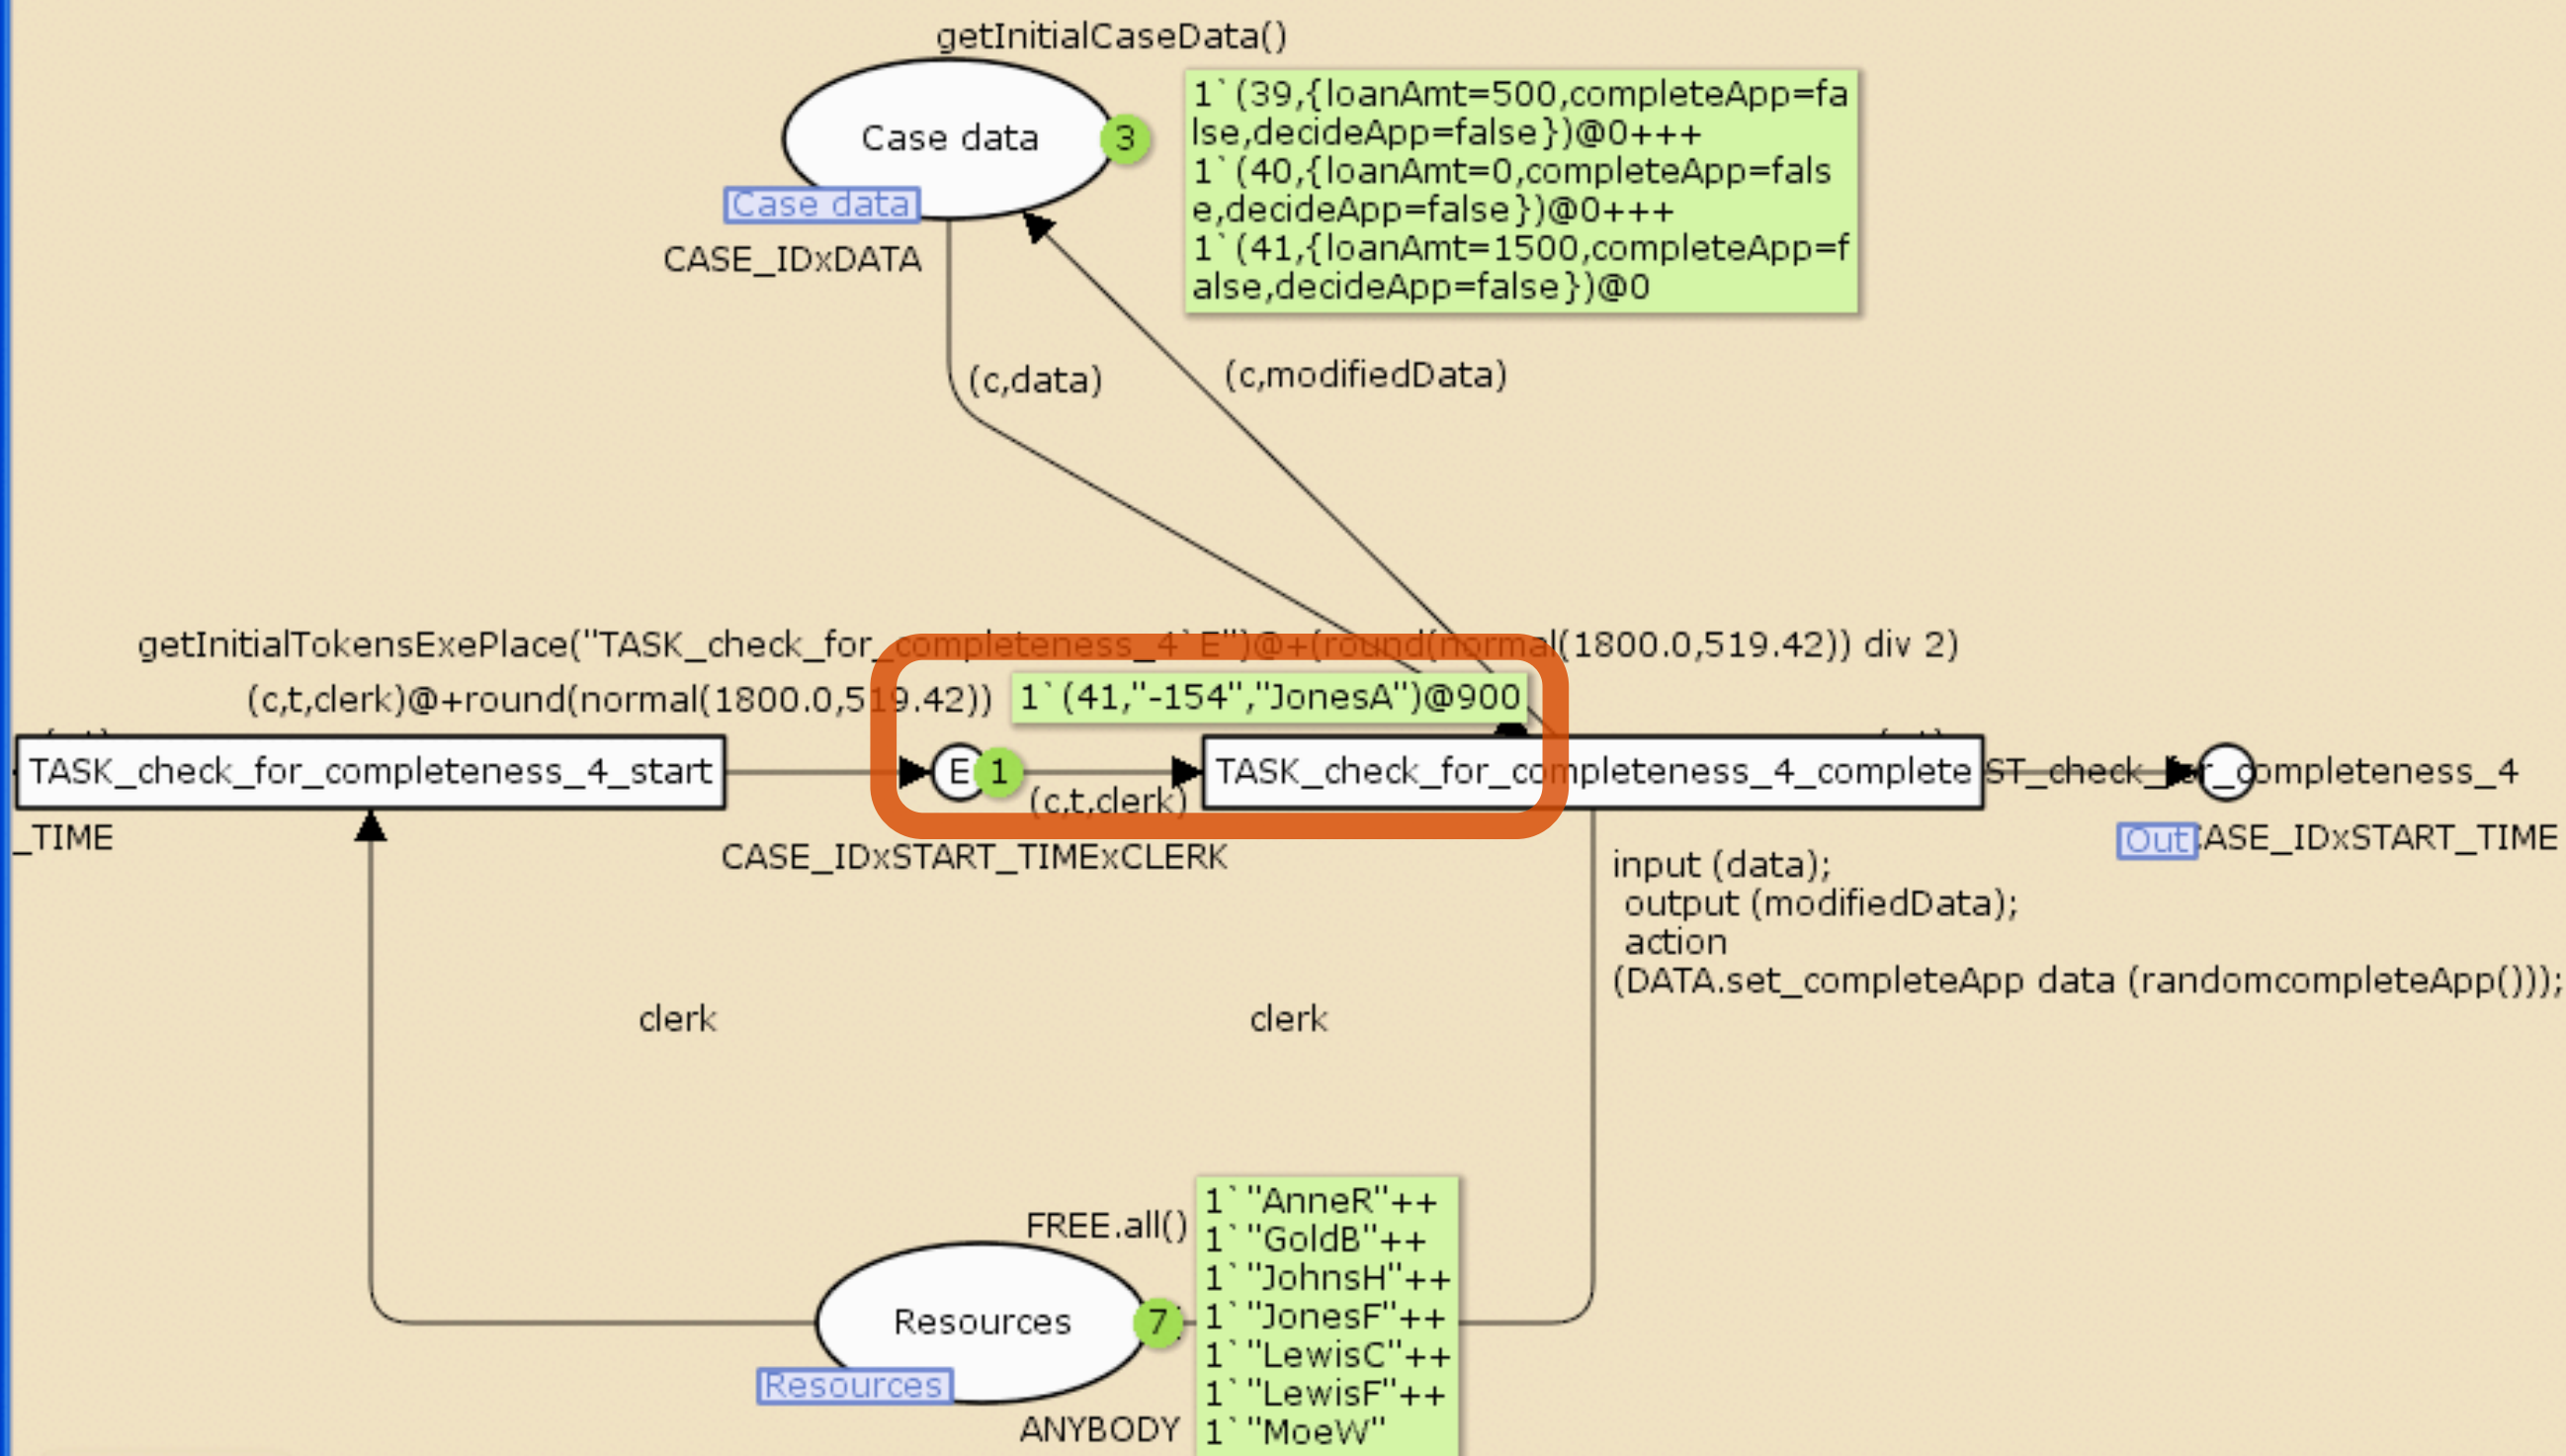 getInitialCaseData()
Case data
3
1`(39,{loanAmt=500,completeApp=fa
lse,decideApp=false})@0+++
1`(40,{loanAmt=0,completeApp=fals
e,decideApp=false})@0+++
1`(41,{loanAmt=1500,completeApp=f
alse,decideApp=false})@0
Case data
CASE_IDxDATA
(c,data)
(c,modifiedData)
getInitialTokensExePlace("TASK_check_for_completeness_4`E")@+(round(normal(1800.0,519.42)) div 2)
(c,t,clerk)@+round(normal(1800.0,519.42))
1`(41,"-154","JonesA")@900
TASK_check_for_completeness_4_start
E
1
(c,t,clerk)
TASK_check_for_completeness_4_complete
ST_check_for_completeness_4
_TIME
CASE_IDxSTART_TIMExCLERK
Out
ASE_IDxSTART_TIME
input (data);
output (modifiedData);
action
(DATA.set_completeApp data (randomcompleteApp()));
clerk
clerk
FREE.all()
Resources
7
1`"AnneR"++
1`"GoldB"++
1`"JohnsH"++
1`"JonesF"++
1`"LewisC"++
1`"LewisF"++
1`"MoeW"
Resources
ANYBODY